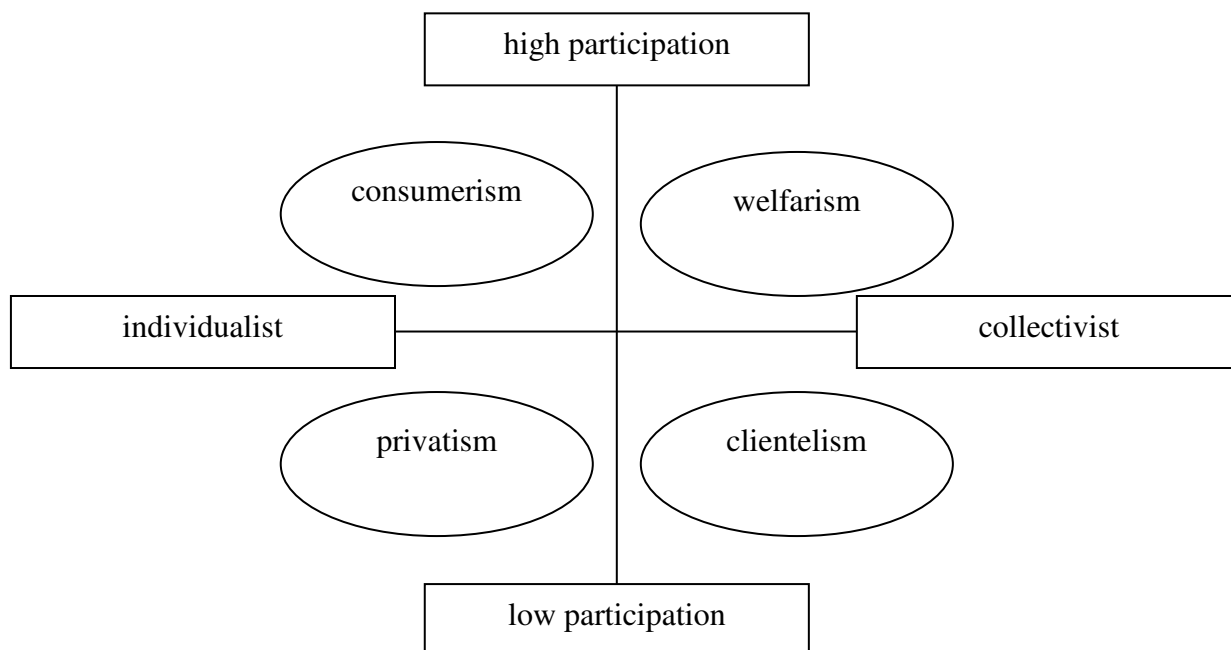 high participation
consumerism
welfarism
individualist
collectivist
privatism
clientelism
low participation